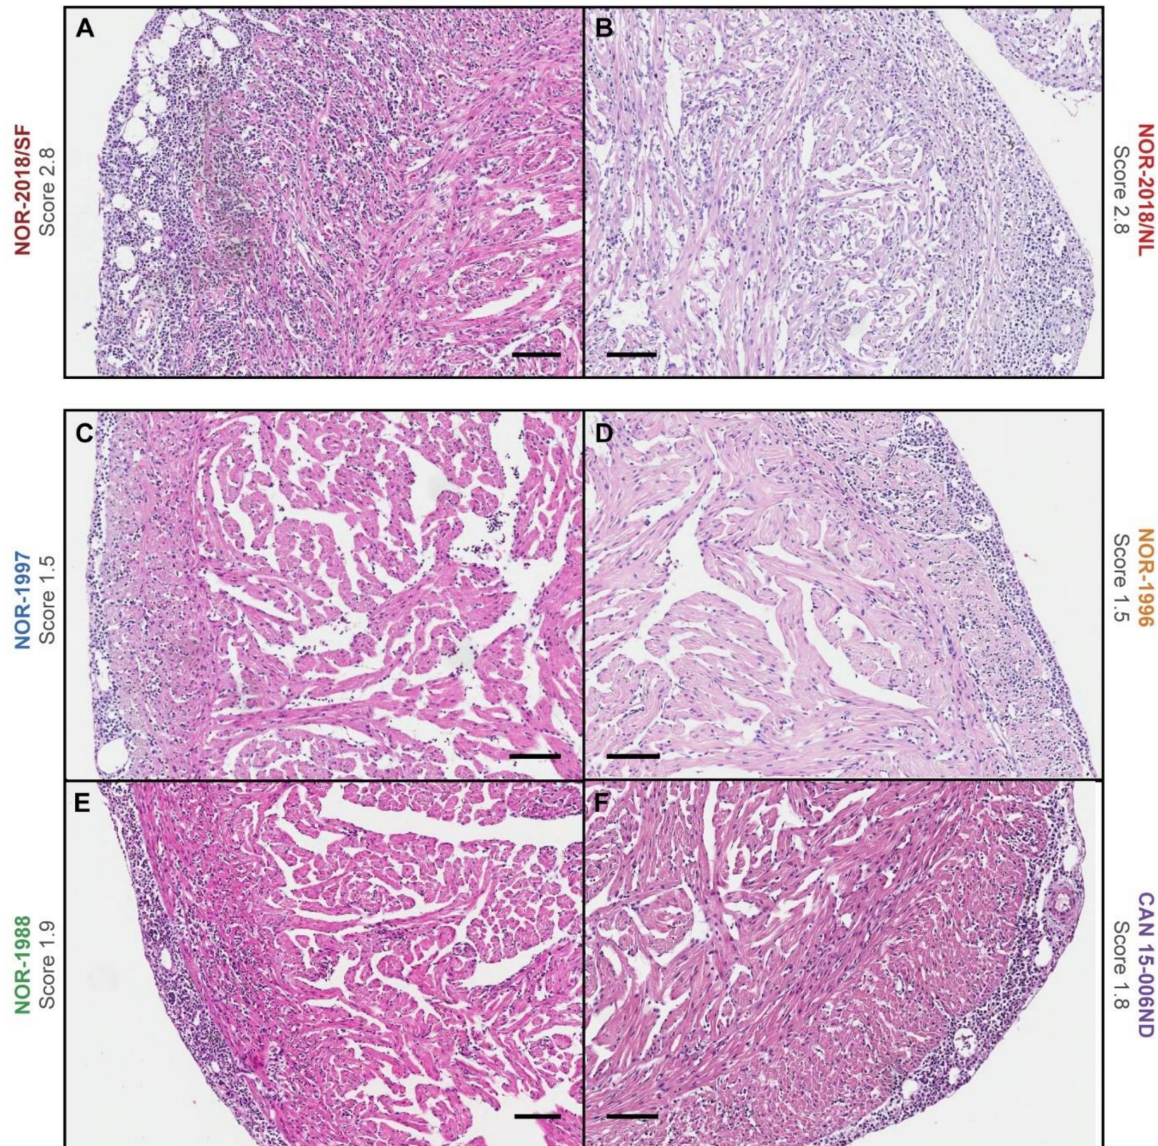 A
B
NOR-2018/SF
Score 2.8
NOR-2018/NL
Score 2.8
C
D
NOR-1997
Score 1.5
NOR-1996
Score 1.5
E
F
NOR-1988
Score 1.9
CAN 15-006ND
Score 1.8